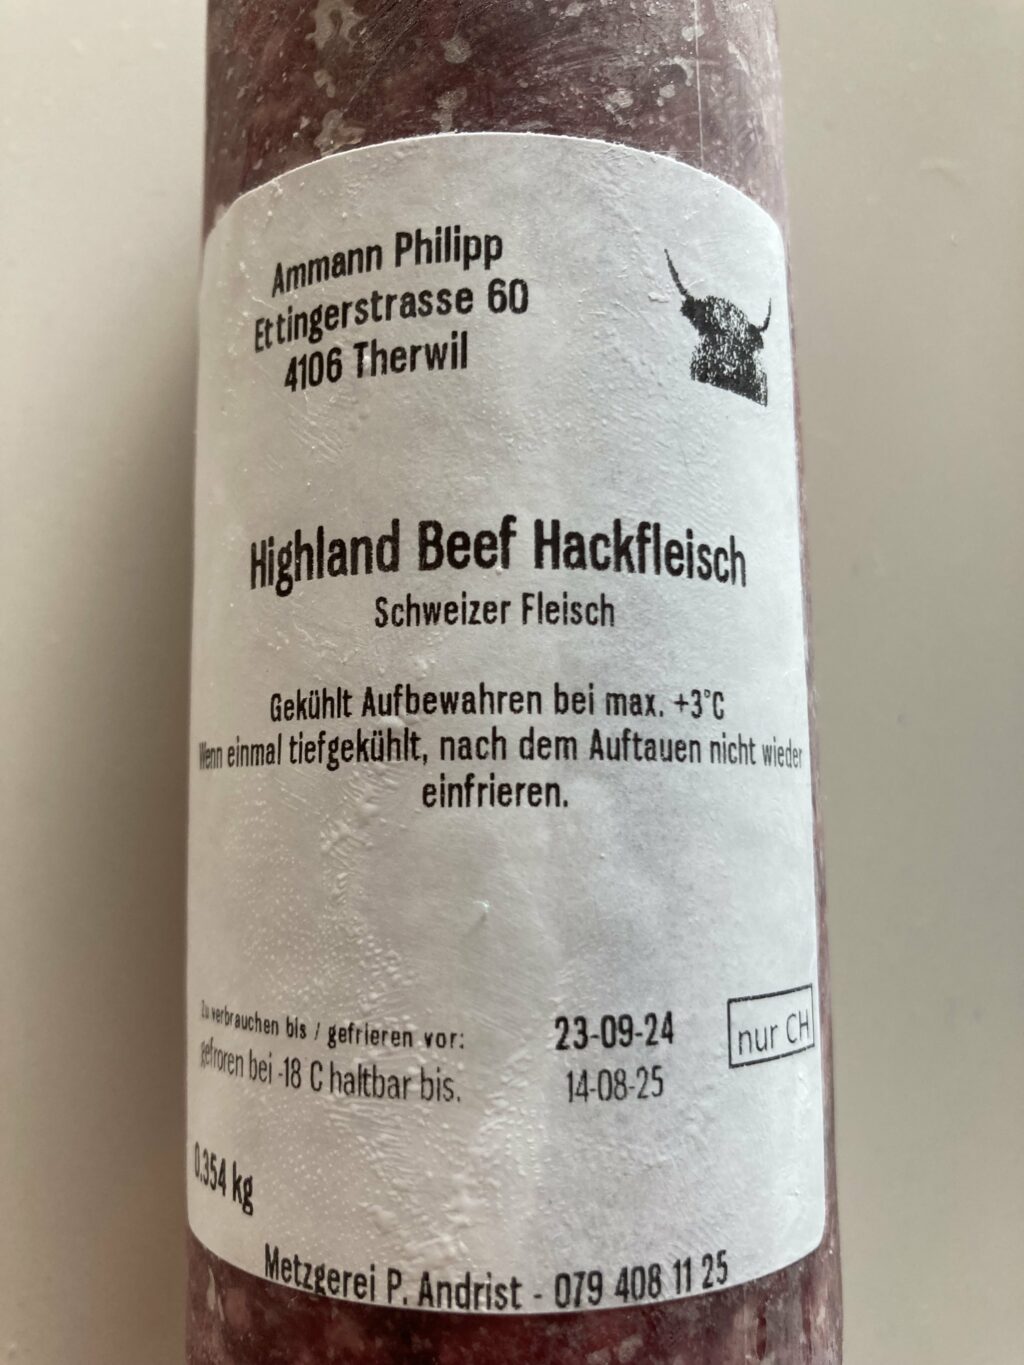 Ammann Philipp
Ettingerstrasse 60
4106 Therwil
Highland Beef Hackfleisch
Schweizer Fleisch
Gekühlt Aufbewahren bei max. +3°C
Wenn einmal tiefgekühlt, nach dem Auftauen nicht wieder
einfrieren.
Zu verbrauchen bis / gefrieren vor: 23-09-24
gefroren bei -18 C haltbar bis. 14-08-25
nur CH
0.354 kg
Metzgerei P. Andrist - 079 408 11 25